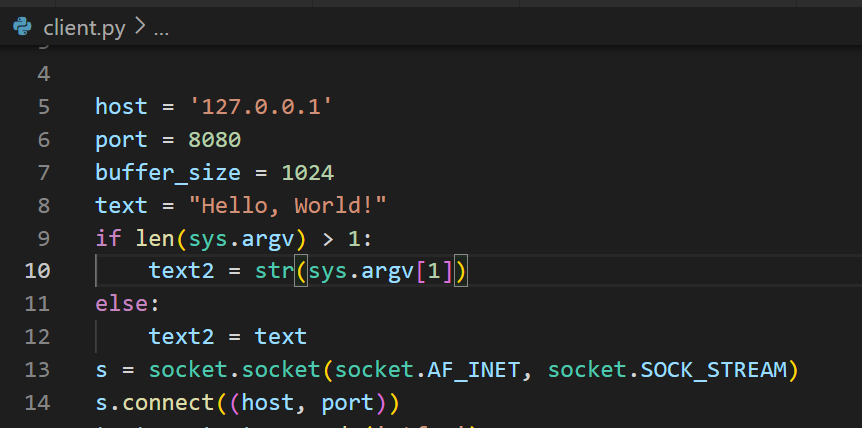 client.py > ...
4
5 host = '127.0.0.1'
6 port = 8080
7 buffer_size = 1024
8 text = "Hello, World!"
9 if len(sys.argv) > 1:
10     text2 = str(sys.argv[1])
11 else:
12     text2 = text
13 s = socket.socket(socket.AF_INET, socket.SOCK_STREAM)
14 s.connect((host, port))